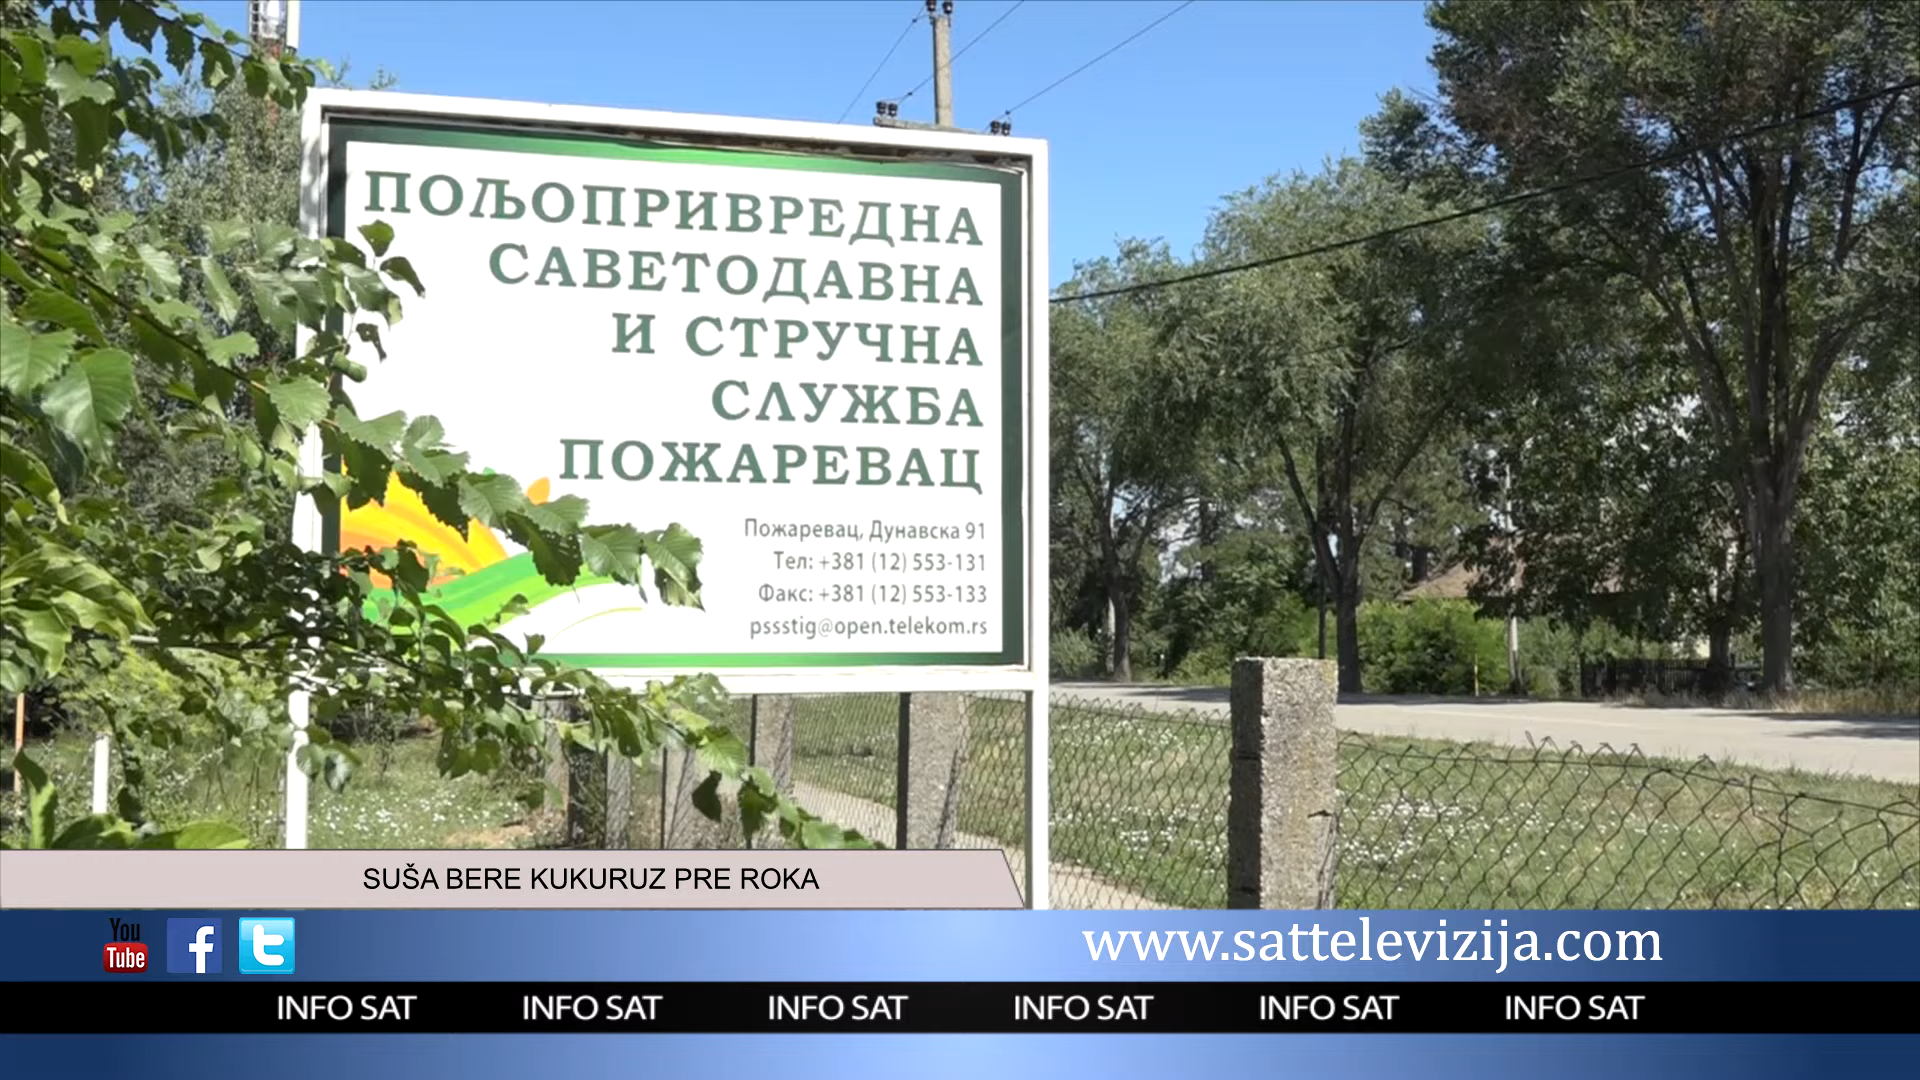 ПОЉОПРИВРЕДНА
САВЕТОДАВНА
И СТРУЧНА
СЛУЖБА
ПОЖАРЕВАЦ
Пожаревац, Дунавска 91
Тел: +381 (12) 553-131
Факс: +381 (12) 553-133
pssstig@open.telekom.rs
SUŠA BERE KUKURUZ PRE ROKA
You
Tube
www.sattelevizija.com
INFO SAT INFO SAT INFO SAT INFO SAT INFO SAT INFO SAT